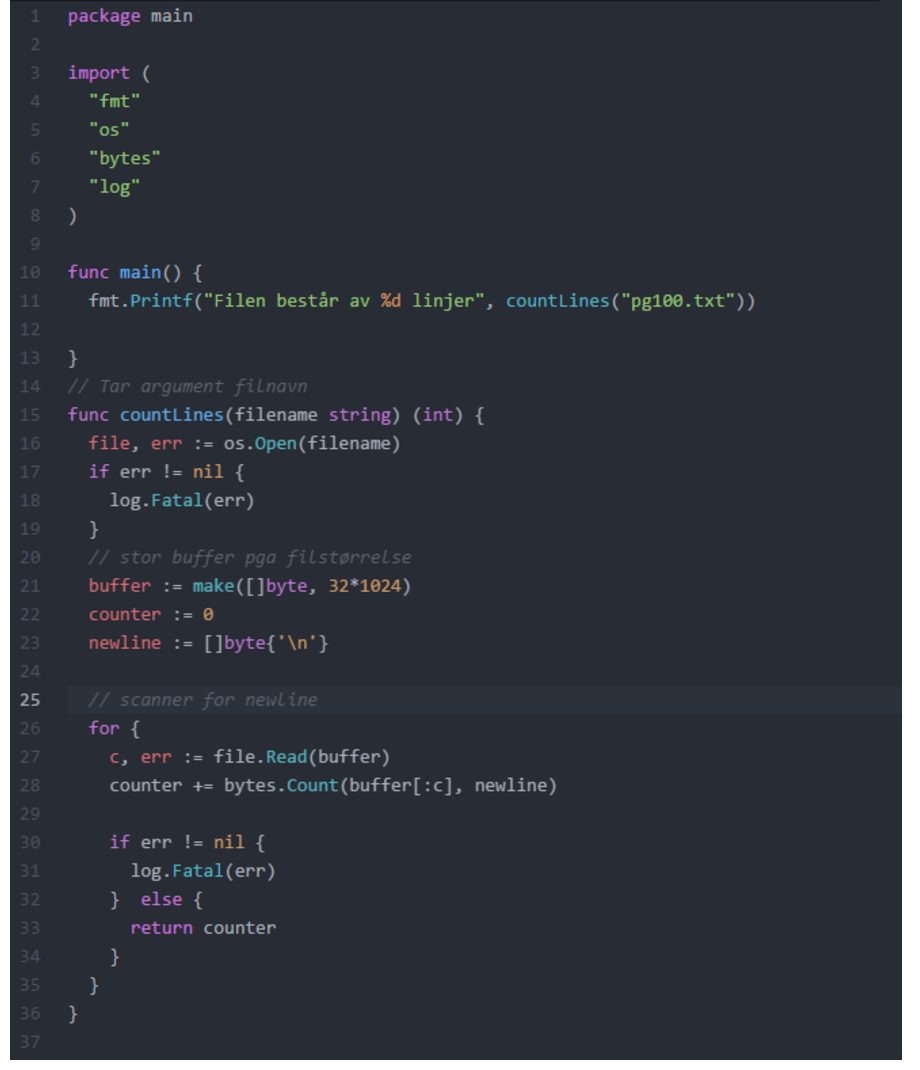 1 package main
2
3 import (
4 "fmt"
5 "os"
6 "bytes"
7 "log"
8 )
9
10 func main() {
11 fmt.Printf("Filen består av %d linjer", countLines("pg100.txt"))
12
13 }
14 // Tar argument filnavn
15 func countLines(filename string) (int) {
16 file, err := os.Open(filename)
17 if err != nil {
18 log.Fatal(err)
19 }
20 // stor buffer pga filstørrelse
21 buffer := make([]byte, 32*1024)
22 counter := 0
23 newline := []byte{'\n'}
24
25 // scanner for newline
26 for {
27 c, err := file.Read(buffer)
28 counter += bytes.Count(buffer[:c], newline)
29
30 if err != nil {
31 log.Fatal(err)
32 }  else {
33 return counter
34 }
35 }
36 }
37